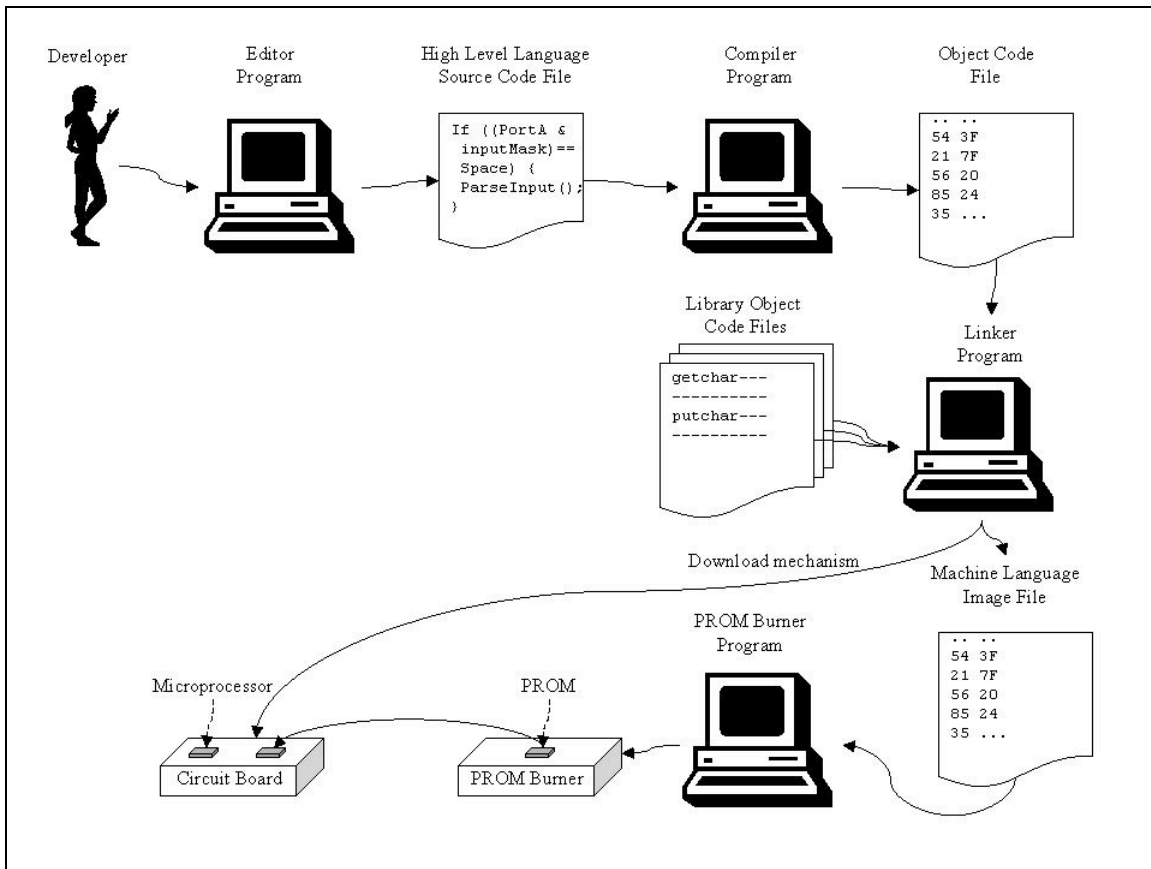 Developer
Editor
Program
High Level Language
Source Code File
Compiler
Program
Object Code
File
If ((PortA &
inputMask)==
Space) {
ParseInput();
}
.. ..
54 3F
21 7F
56 20
85 24
35 ...
Library Object
Code Files
getchar---
----------
putchar---
----------
Linker
Program
Download mechanism
Machine Language
Image File
.. ..
54 3F
21 7F
56 20
85 24
35 ...
PROM Burner
Program
Microprocessor
PROM
Circuit Board
PROM Burner